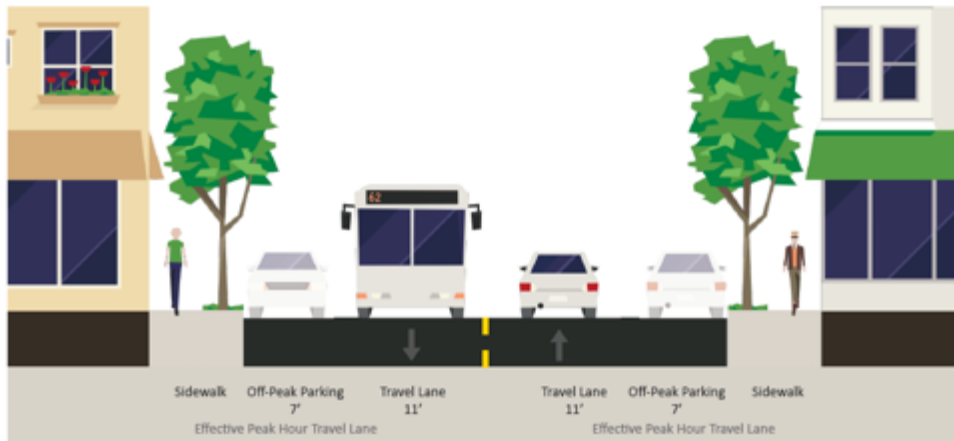 62
Sidewalk Off-Peak Parking Travel Lane Travel Lane Off-Peak Parking Sidewalk
7' 11' 11' 7'
Effective Peak Hour Travel Lane Effective Peak Hour Travel Lane